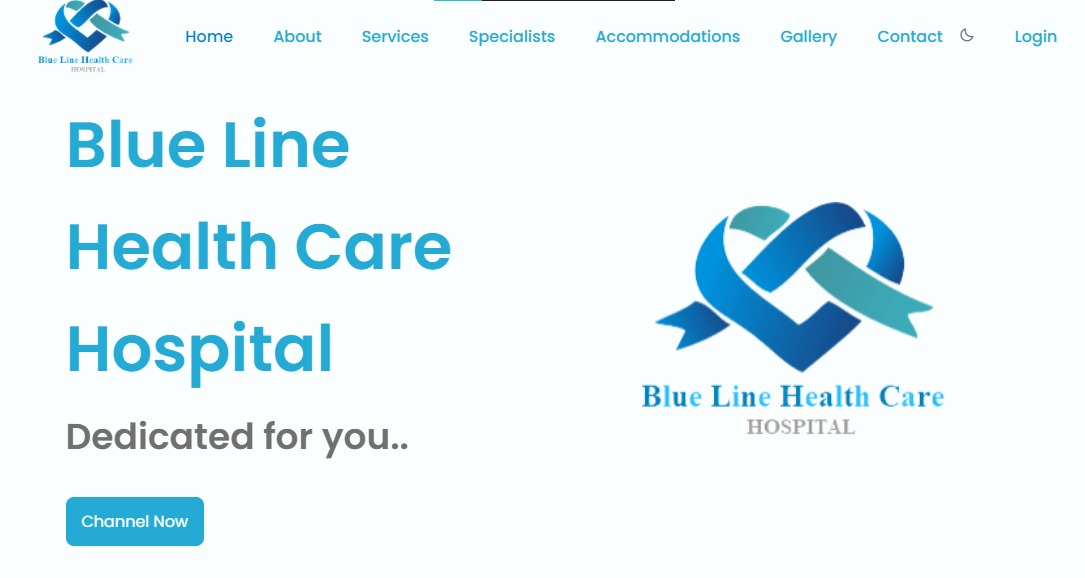 Blue Line Health Care
HOSPITAL
Home About Services Specialists Accommodations Gallery Contact Login
Blue Line
Health Care
Hospital
Dedicated for you..
Channel Now
Blue Line Health Care
HOSPITAL